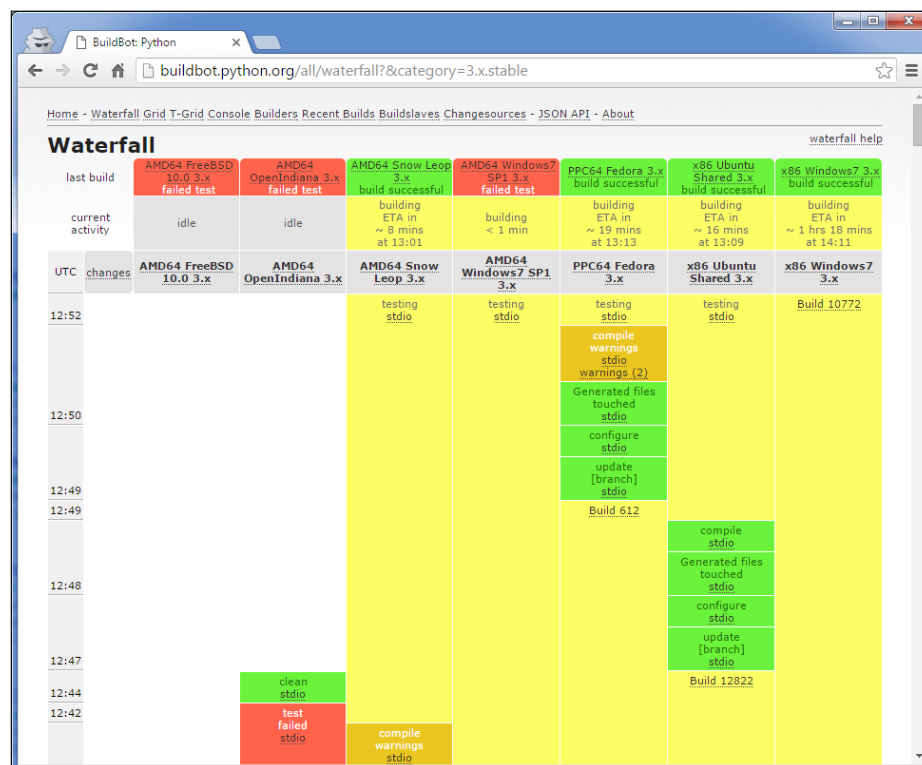 BuildBot: Python
buildbot.python.org/all/waterfall?&category=3.x.stable
Home - Waterfall Grid T-Grid Console Builders Recent Builds Buildslaves Changesources - JSON API - About
Waterfall
waterfall help
last build
AMD64 FreeBSD
10.0 3.x
failed test
AMD64
OpenIndiana 3.x
failed test
AMD64 Snow Leop
3.x
build successful
AMD64 Windows7
SP1 3.x
failed test
PPC64 Fedora 3.x
build successful
x86 Ubuntu
Shared 3.x
build successful
x86 Windows7 3.x
build successful
current
activity
idle
idle
building
ETA in
~ 8 mins
at 13:01
building
< 1 min
building
ETA in
~ 19 mins
at 13:13
building
ETA in
~ 16 mins
at 13:09
building
ETA in
~ 1 hrs 18 mins
at 14:11
UTC
changes
AMD64 FreeBSD
10.0 3.x
AMD64
OpenIndiana 3.x
AMD64 Snow
Leop 3.x
AMD64
Windows7 SP1
3.x
PPC64 Fedora
3.x
x86 Ubuntu
Shared 3.x
x86 Windows7
3.x
12:52
testing
stdio
testing
stdio
testing
stdio
testing
stdio
Build 10772
compile
warnings
stdio
warnings (2)
12:50
Generated files
touched
stdio
configure
stdio
12:49
update
[branch]
stdio
12:49
Build 612
compile
stdio
12:48
Generated files
touched
stdio
configure
stdio
12:47
update
[branch]
stdio
12:44
clean
stdio
Build 12822
12:42
test
failed
stdio
compile
warnings
stdio